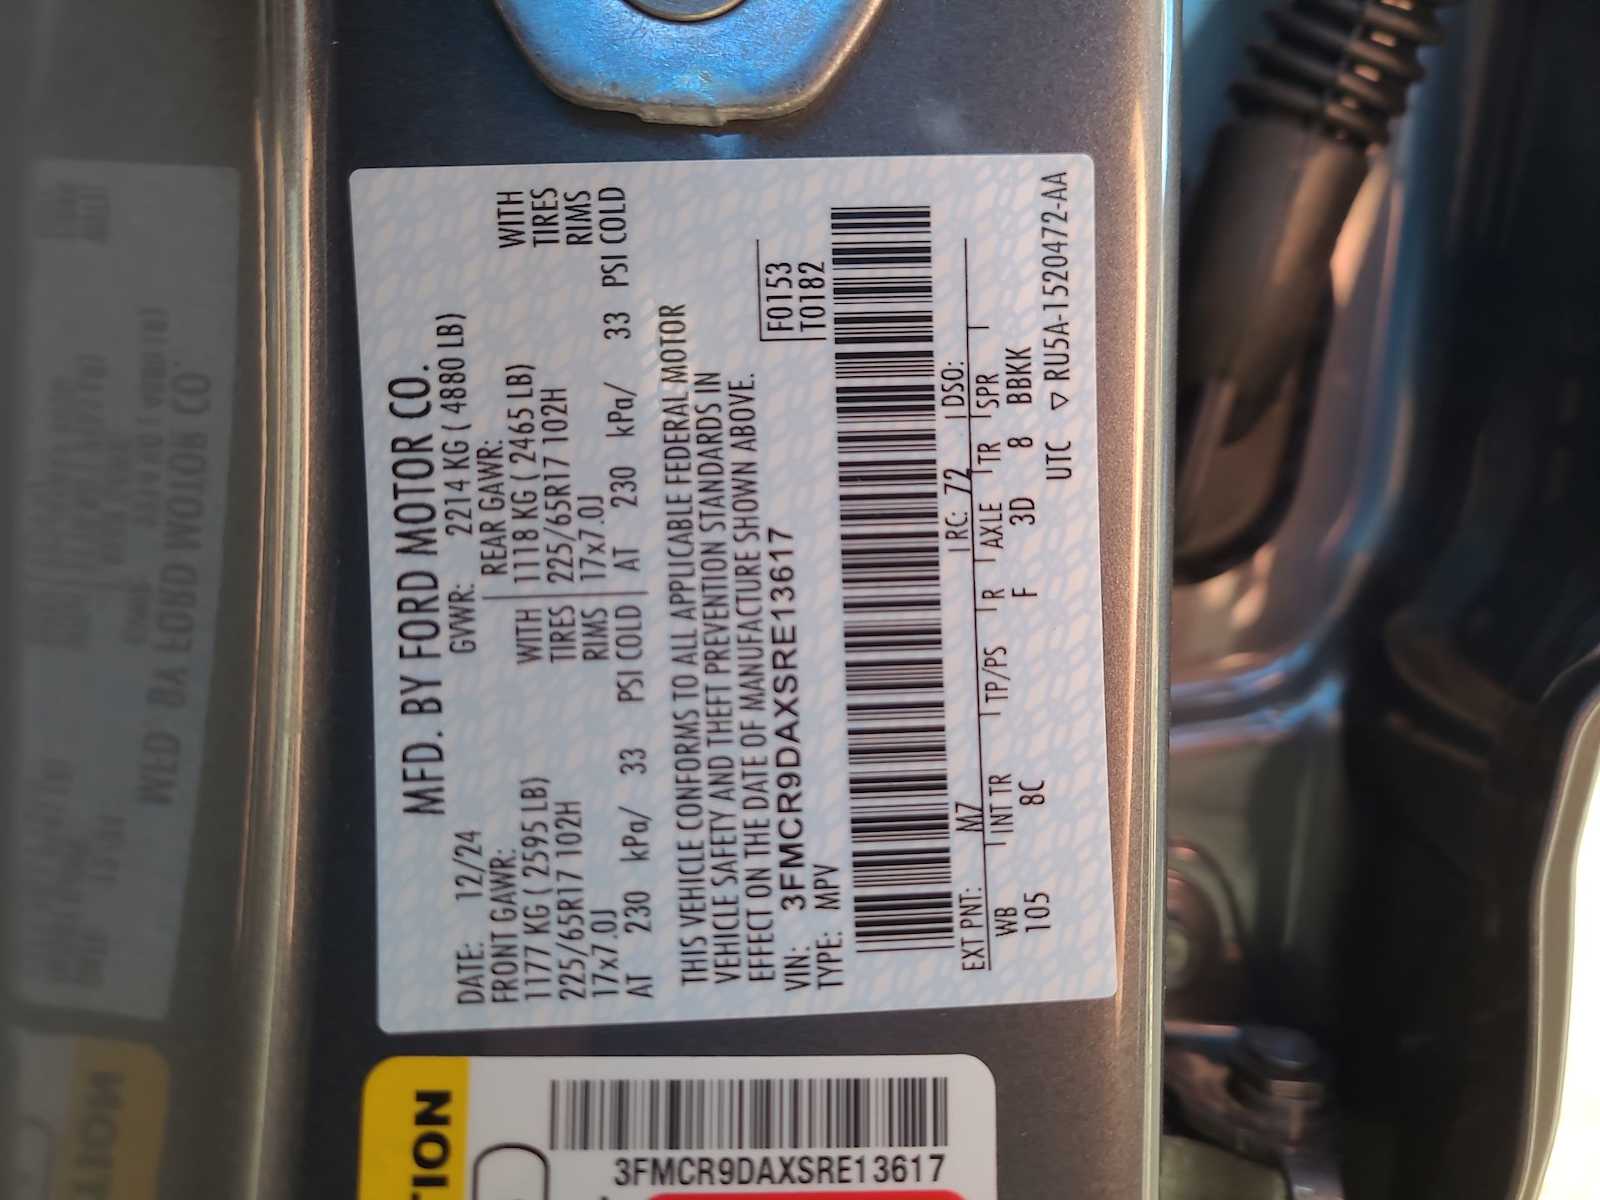 MFD. BY FORD MOTOR CO.
DATE: 12/24 GVWR: 2214 KG ( 4880 LB)
FRONT GAWR: REAR GAWR:
1177 KG ( 2595 LB) WITH 1118 KG ( 2465 LB) WITH
225/65R17 102H TIRES 225/65R17 102H TIRES
17x7.0J RIMS 17x7.0J RIMS
AT 230 kPa/ 33 PSI COLD AT 230 kPa/ 33 PSI COLD
THIS VEHICLE CONFORMS TO ALL APPLICABLE FEDERAL MOTOR
VEHICLE SAFETY AND THEFT PREVENTION STANDARDS IN
EFFECT ON THE DATE OF MANUFACTURE SHOWN ABOVE.
VIN: 3FMCR9DAXSRE13617 F0153
TYPE: MPV T0182
EXT PNT: MZ RC: 72 DSO:
WB INT TR TP/PS R AXLE TR SPR
105 8C F 3D 8 BBKK
UTC ▽ RU5A-1520472-AA
TION
3FMCR9DAXSRE13617